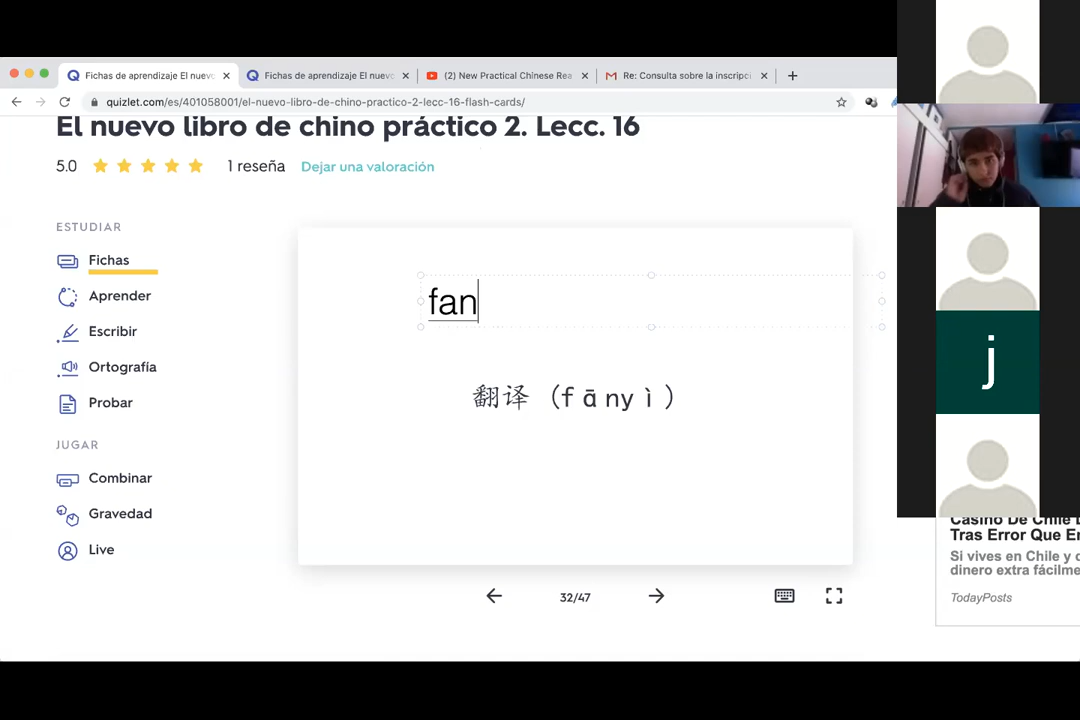 Fichas de aprendizaje El nuev
Fichas de aprendizaje El nuevo
(2) New Practical Chinese Rea
Re: Consulta sobre la inscripci
quizlet.com/es/401058001/el-nuevo-libro-de-chino-practico-2-lecc-16-flash-cards/
El nuevo libro de chino práctico 2. Lecc. 16
5.0
1 reseña
Dejar una valoración
ESTUDIAR
Fichas
Aprender
Escribir
Ortografía
Probar
JUGAR
Combinar
Gravedad
Live
fan
翻译（fānyì）
32/47
j
Casino De Chile
Tras Error Que En
Si vives en Chile y
dinero extra fácilme
TodayPosts